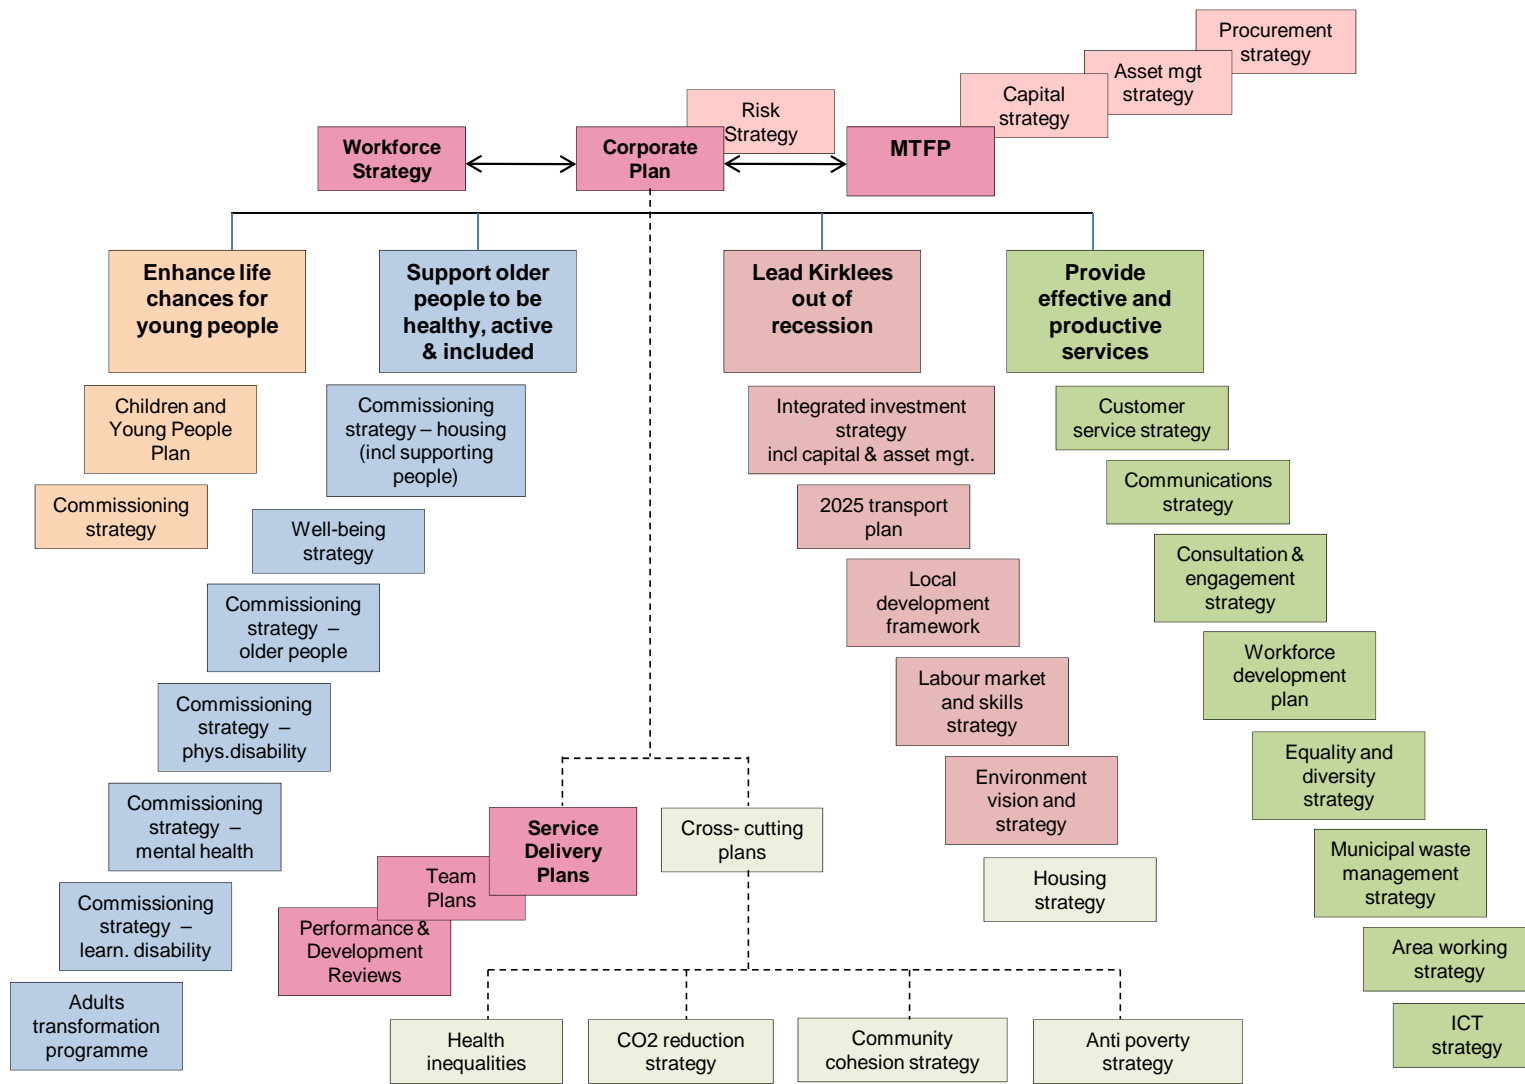 Procurement
strategy
Asset mgt
strategy
Capital
strategy
Risk
Strategy
Workforce
Strategy
Corporate
Plan
MTFP
Enhance life
chances for
young people
Support older
people to be
healthy, active
& included
Lead Kirklees
out of
recession
Provide
effective and
productive
services
Children and
Young People
Plan
Commissioning
strategy
Commissioning
strategy – housing
(incl supporting
people)
Well-being
strategy
Commissioning
strategy –
older people
Commissioning
strategy –
phys.disability
Commissioning
strategy –
mental health
Commissioning
strategy –
learn. disability
Adults
transformation
programme
Integrated investment
strategy
incl capital & asset mgt.
2025 transport
plan
Local
development
framework
Labour market
and skills
strategy
Environment
vision and
strategy
Housing
strategy
Customer
service strategy
Communications
strategy
Consultation &
engagement
strategy
Workforce
development
plan
Equality and
diversity
strategy
Municipal waste
management
strategy
Area working
strategy
ICT
strategy
Service
Delivery
Plans
Team
Plans
Performance &
Development
Reviews
Cross- cutting
plans
Health
inequalities
CO2 reduction
strategy
Community
cohesion strategy
Anti poverty
strategy